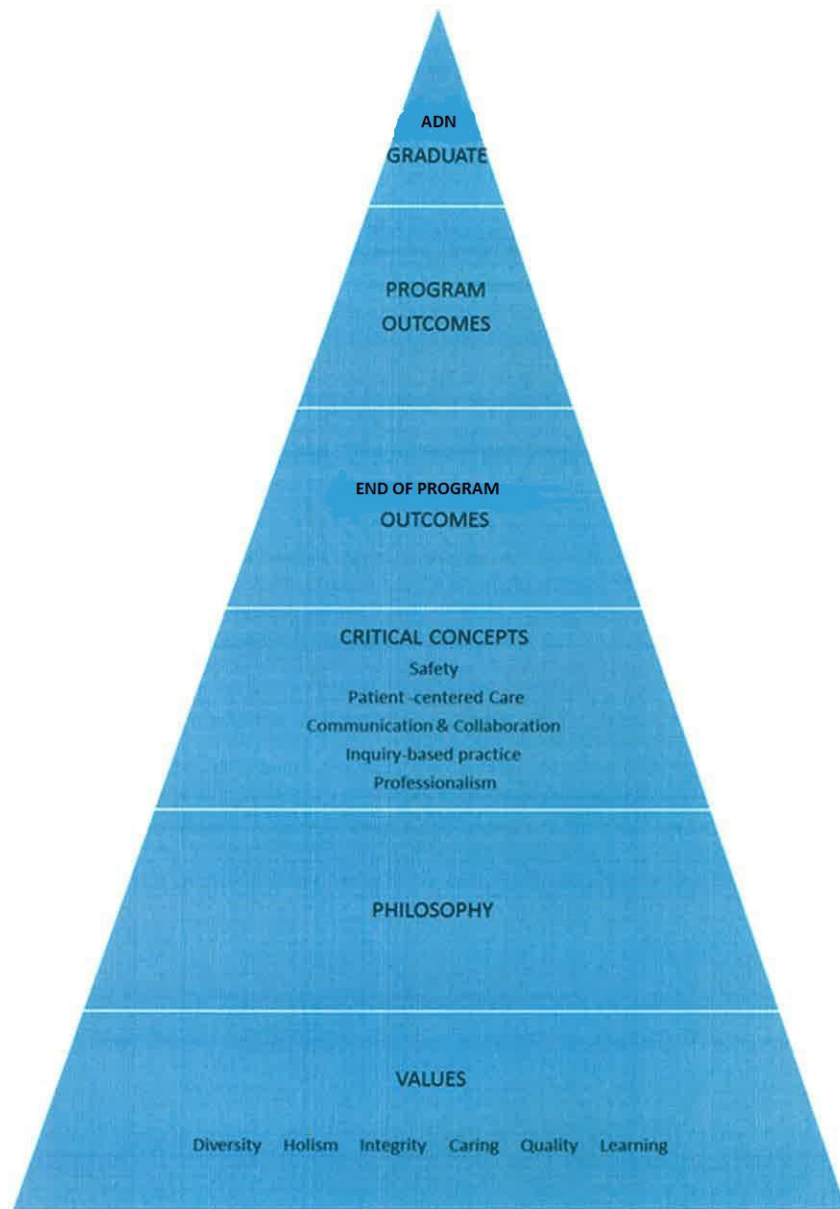 ADN
GRADUATE
PROGRAM
OUTCOMES
END OF PROGRAM
OUTCOMES
CRITICAL CONCEPTS
Safety
Patient -centered Care
Communication & Collaboration
Inquiry-based practice
Professionalism
PHILOSOPHY
VALUES
Diversity Holism Integrity Caring Quality Learning